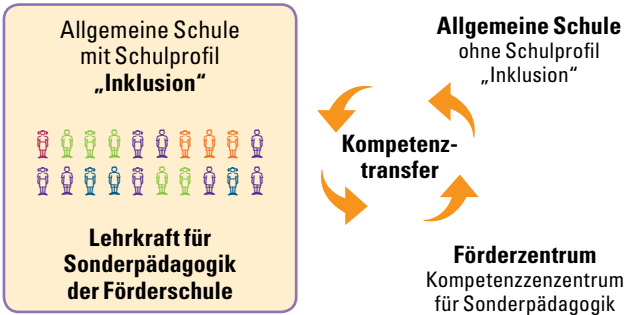 Allgemeine Schule
mit Schulprofil
„Inklusion“
Lehrkraft für
Sonderpädagogik
der Förderschule
Kompetenz-
transfer
Allgemeine Schule
ohne Schulprofil
„Inklusion“
Förderzentrum
Kompetenzzenzentrum
für Sonderpädagogik